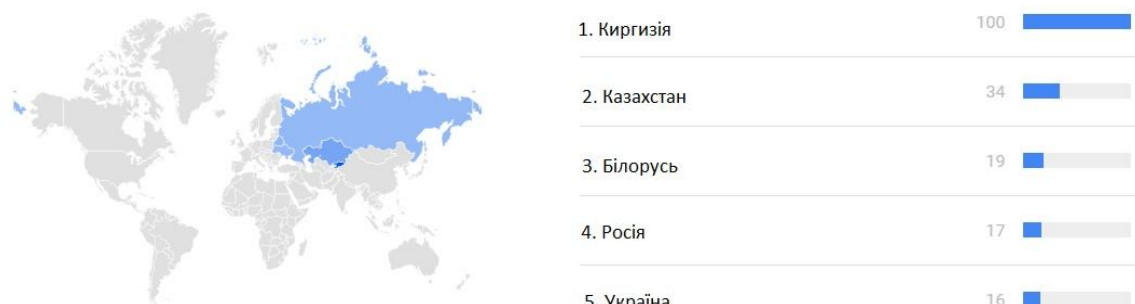 1. Киргизія 100
2. Казахстан 34
3. Білорусь 19
4. Росія 17
5. Україна 16